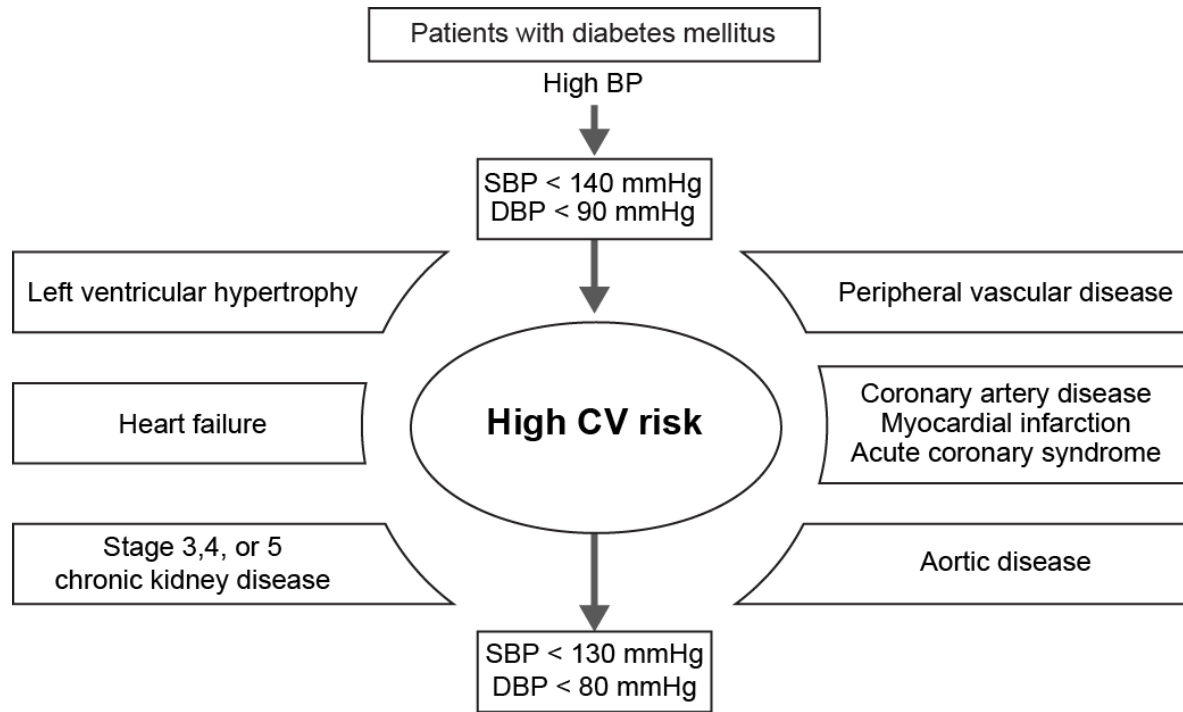 Patients with diabetes mellitus
High BP
SBP < 140 mmHg
DBP < 90 mmHg
Left ventricular hypertrophy
Peripheral vascular disease
Heart failure
High CV risk
Coronary artery disease
Myocardial infarction
Acute coronary syndrome
Stage 3,4, or 5
chronic kidney disease
Aortic disease
SBP < 130 mmHg
DBP < 80 mmHg